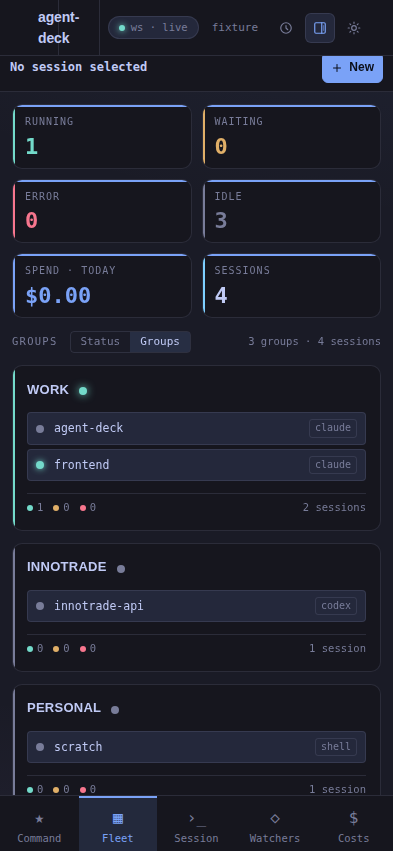 agent-
deck
ws · live
fixture
No session selected
+ New
RUNNING
1
WAITING
0
ERROR
0
IDLE
3
SPEND · TODAY
$0.00
SESSIONS
4
GROUPS
Status
Groups
3 groups · 4 sessions
WORK
agent-deck
claude
frontend
claude
1 0 0
2 sessions
INNOTRADE
innotrade-api
codex
0 0 0
1 session
PERSONAL
scratch
shell
0 0 0
1 session
Command
Fleet
›_
Session
Watchers
$
Costs